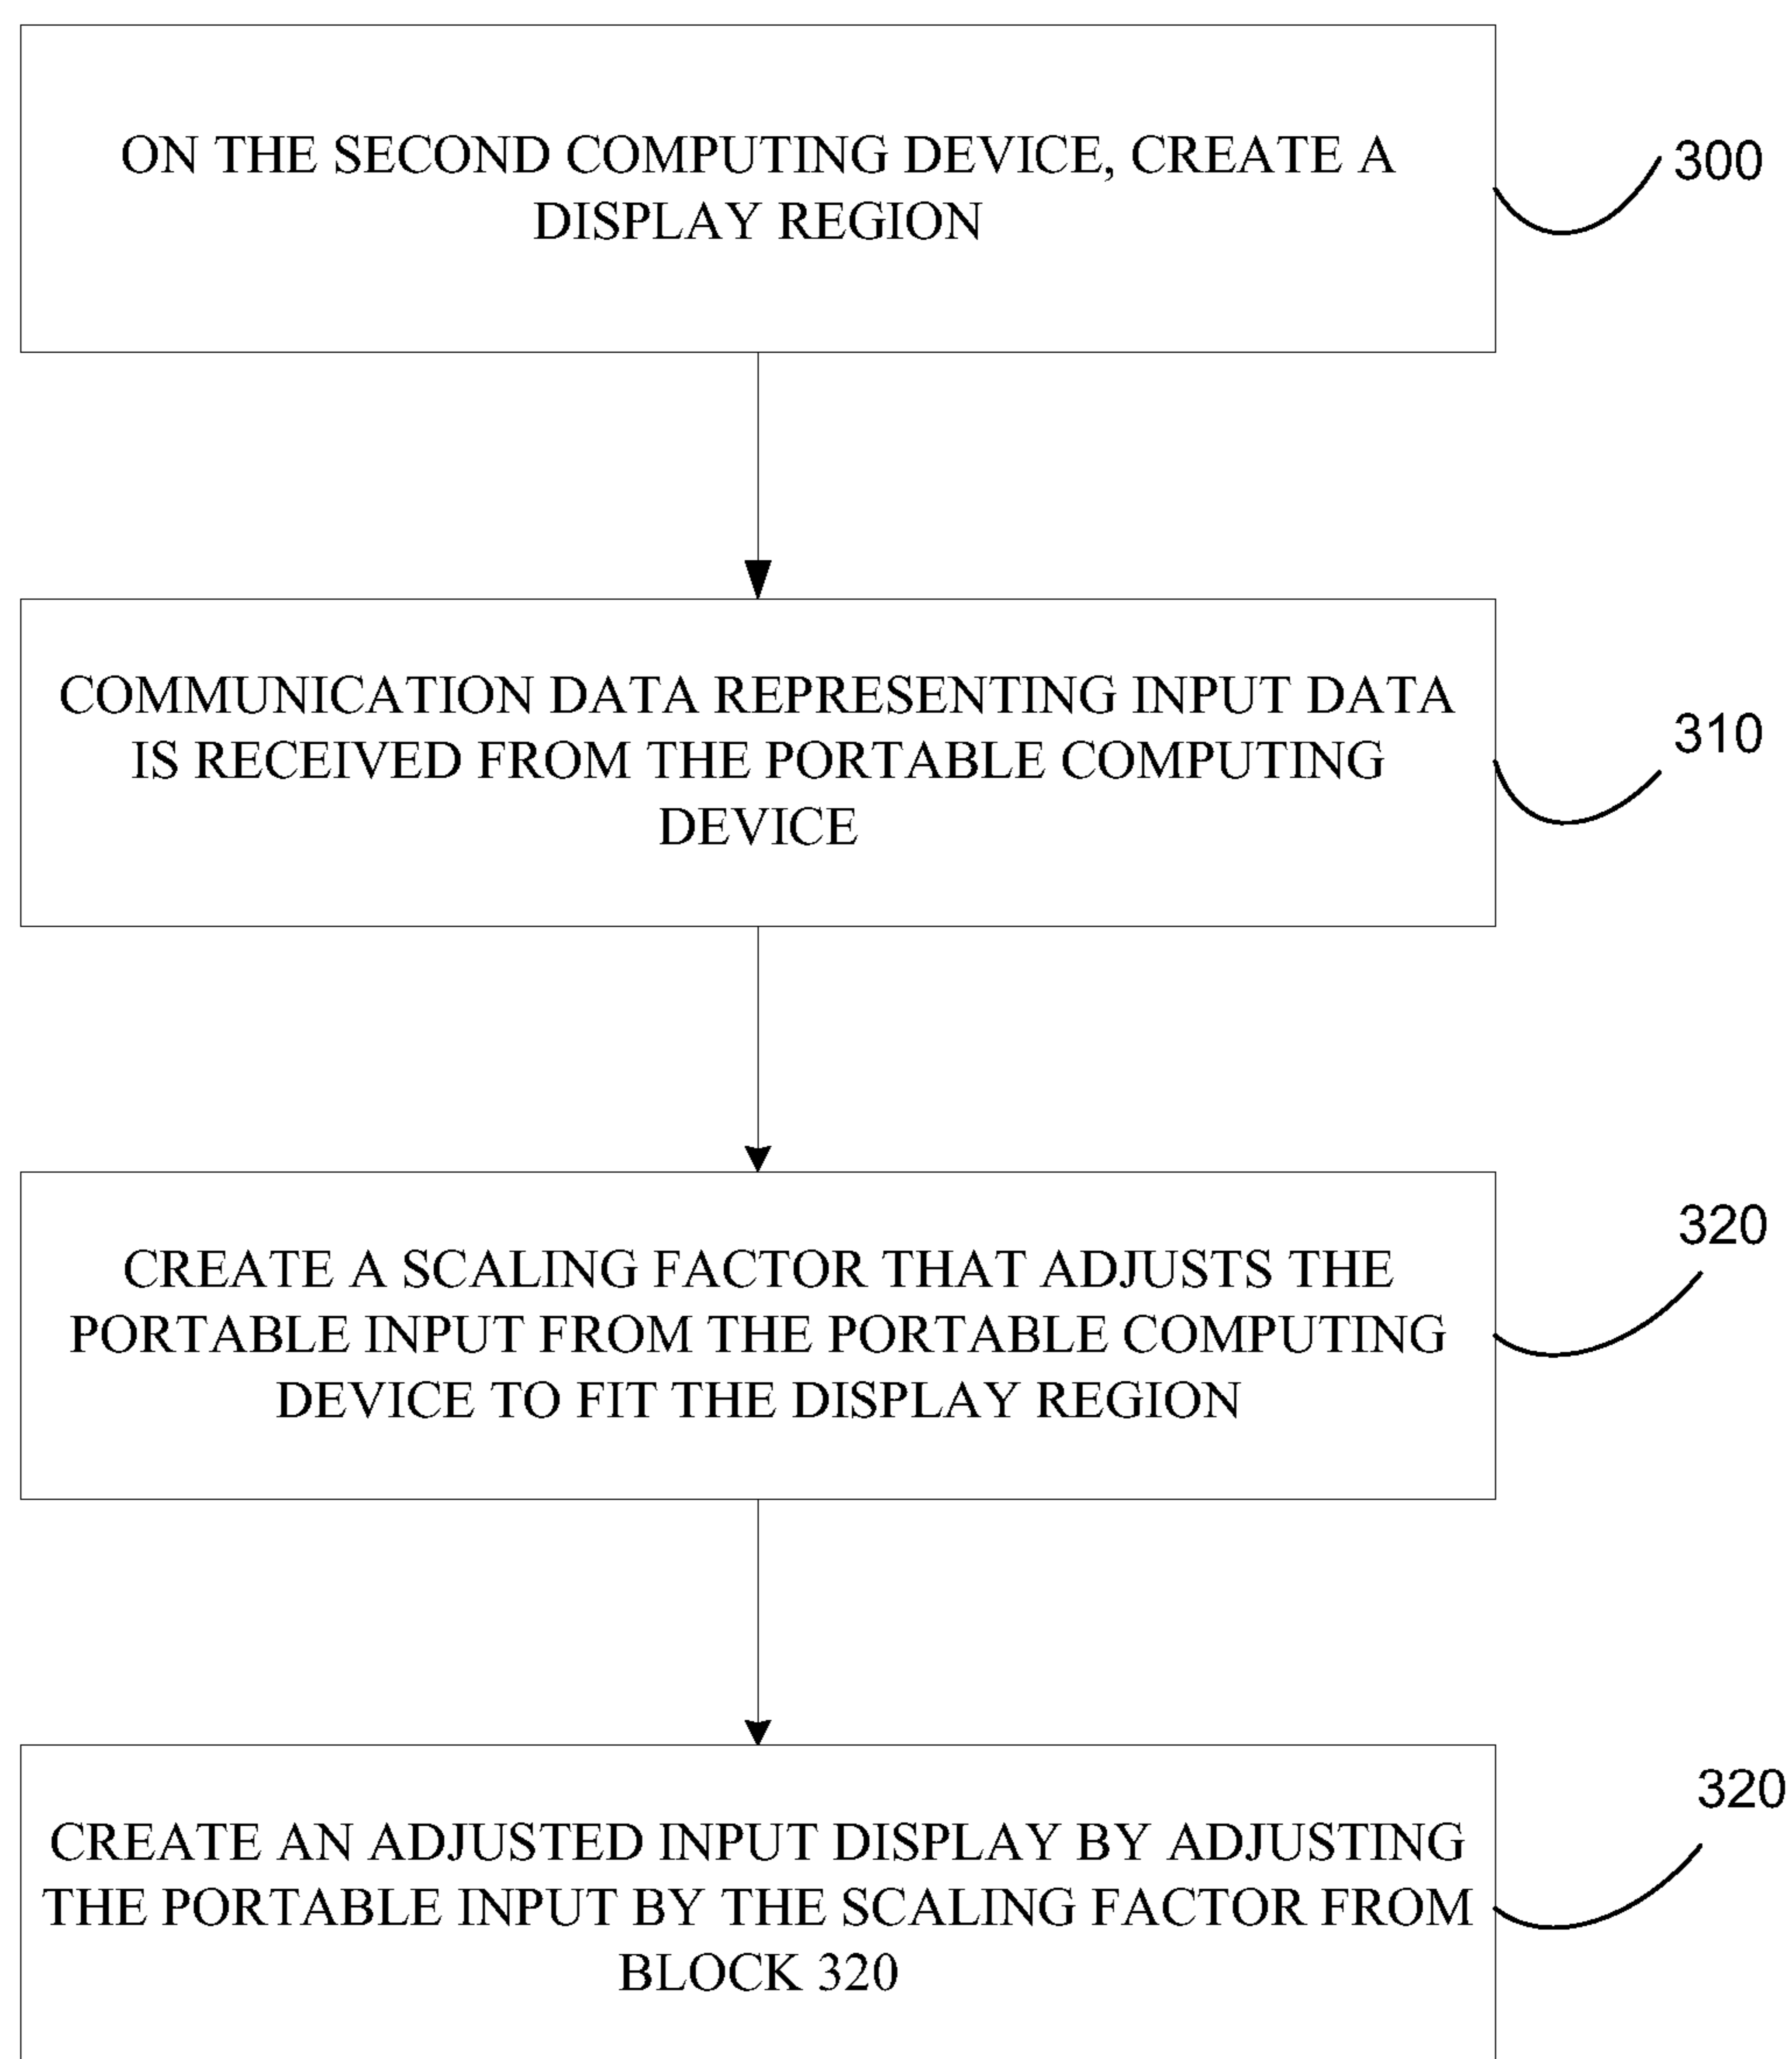 ON THE SECOND COMPUTING DEVICE, CREATE A
DISPLAY REGION
300
COMMUNICATION DATA REPRESENTING INPUT DATA
IS RECEIVED FROM THE PORTABLE COMPUTING
DEVICE
310
CREATE A SCALING FACTOR THAT ADJUSTS THE
PORTABLE INPUT FROM THE PORTABLE COMPUTING
DEVICE TO FIT THE DISPLAY REGION
320
CREATE AN ADJUSTED INPUT DISPLAY BY ADJUSTING
THE PORTABLE INPUT BY THE SCALING FACTOR FROM
BLOCK 320
320